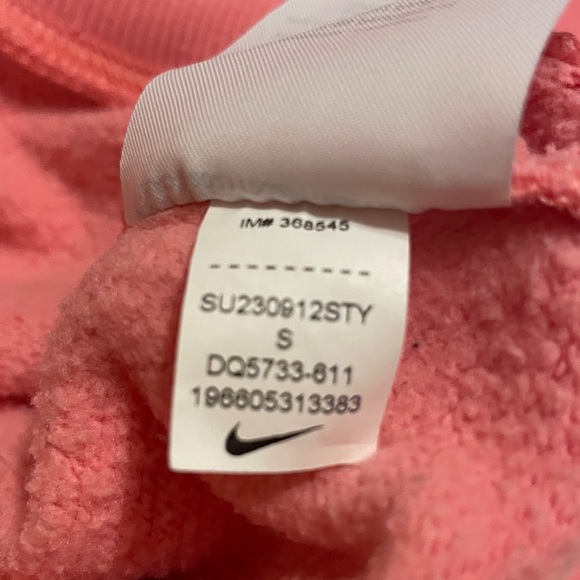 IM# 368545
---------
SU230912STY
S
DQ5733-611
196605313383